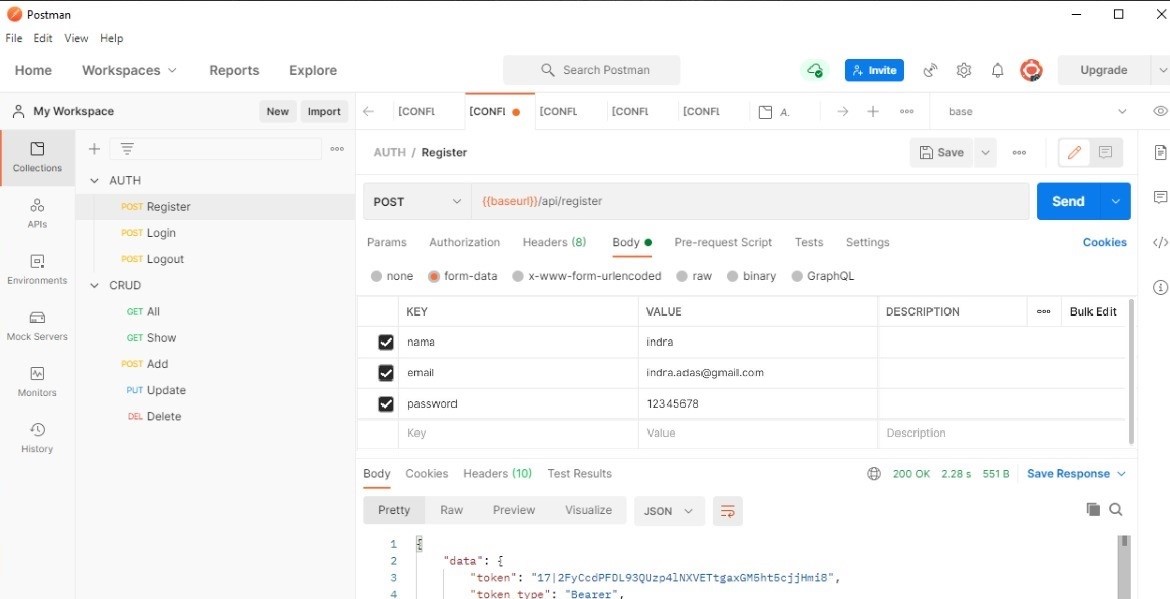 Postman
File Edit View Help
Home Workspaces Reports Explore Search Postman Invite Upgrade
My Workspace New Import [CONFL [CONFL [CONFL [CONFL [CONFL A. base
Collections
APIs
Environments
Mock Servers
Monitors
History
AUTH
POST Register
POST Login
POST Logout
CRUD
GET All
GET Show
POST Add
PUT Update
DEL Delete
AUTH / Register Save
POST {{baseurl}}/api/register Send
Params Authorization Headers (8) Body Pre-request Script Tests Settings Cookies
none form-data x-www-form-urlencoded raw binary GraphQL
KEY VALUE DESCRIPTION Bulk Edit
nama indra
email indra.adas@gmail.com
password 12345678
Key Value Description
Body Cookies Headers (10) Test Results 200 OK 2.28 s 551 B Save Response
Pretty Raw Preview Visualize JSON
1 {
2 "data": {
3 "token": "17|2FyCcdPFDL93QUzp4lNXVETtgaxGM5ht5cjjHmi8",
4 "token_type": "Bearer",